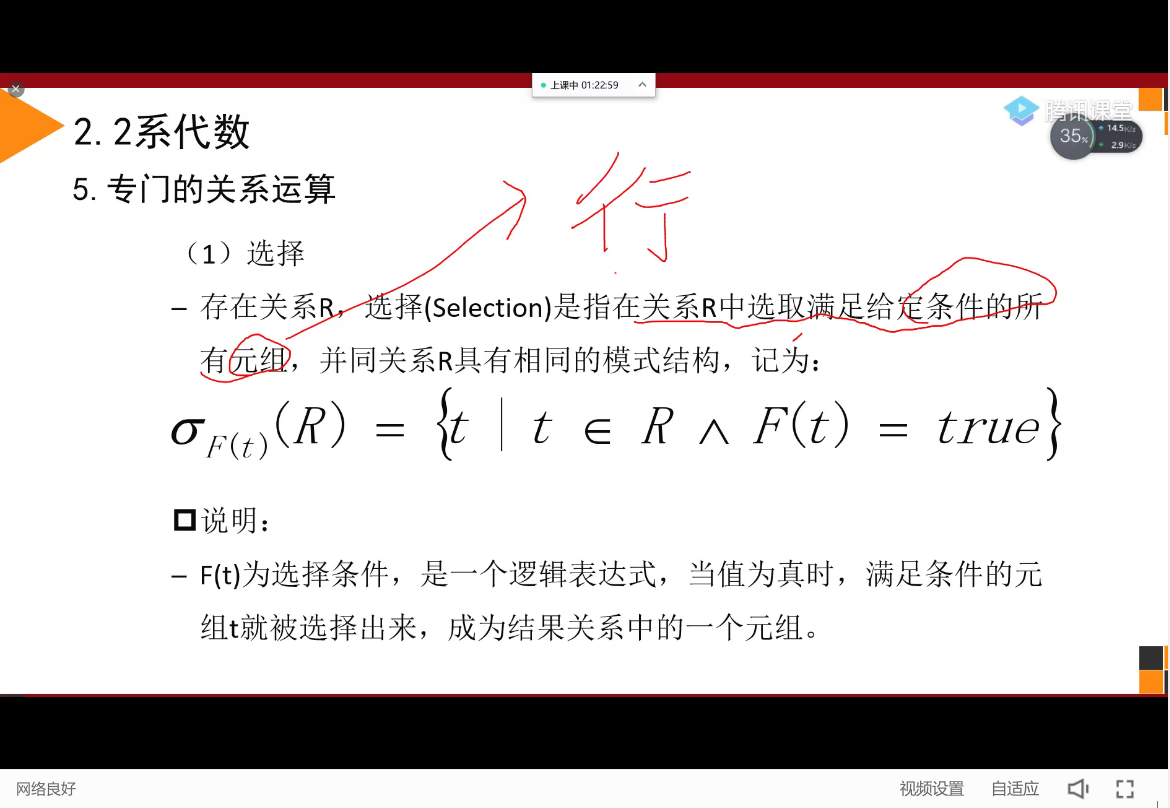 上课中 01:22:59
腾讯课堂
35%
14.5K/s
2.9K/s
2.2系代数
5.专门的关系运算
行
（1）选择
– 存在关系R，选择(Selection)是指在关系R中选取满足给定条件的所
有元组，并同关系R具有相同的模式结构，记为：
σF(t)(R) = {t | t ∈ R ∧ F(t) = true}
说明：
– F(t)为选择条件，是一个逻辑表达式，当值为真时，满足条件的元
组t就被选择出来，成为结果关系中的一个元组。
网络良好
视频设置
自适应